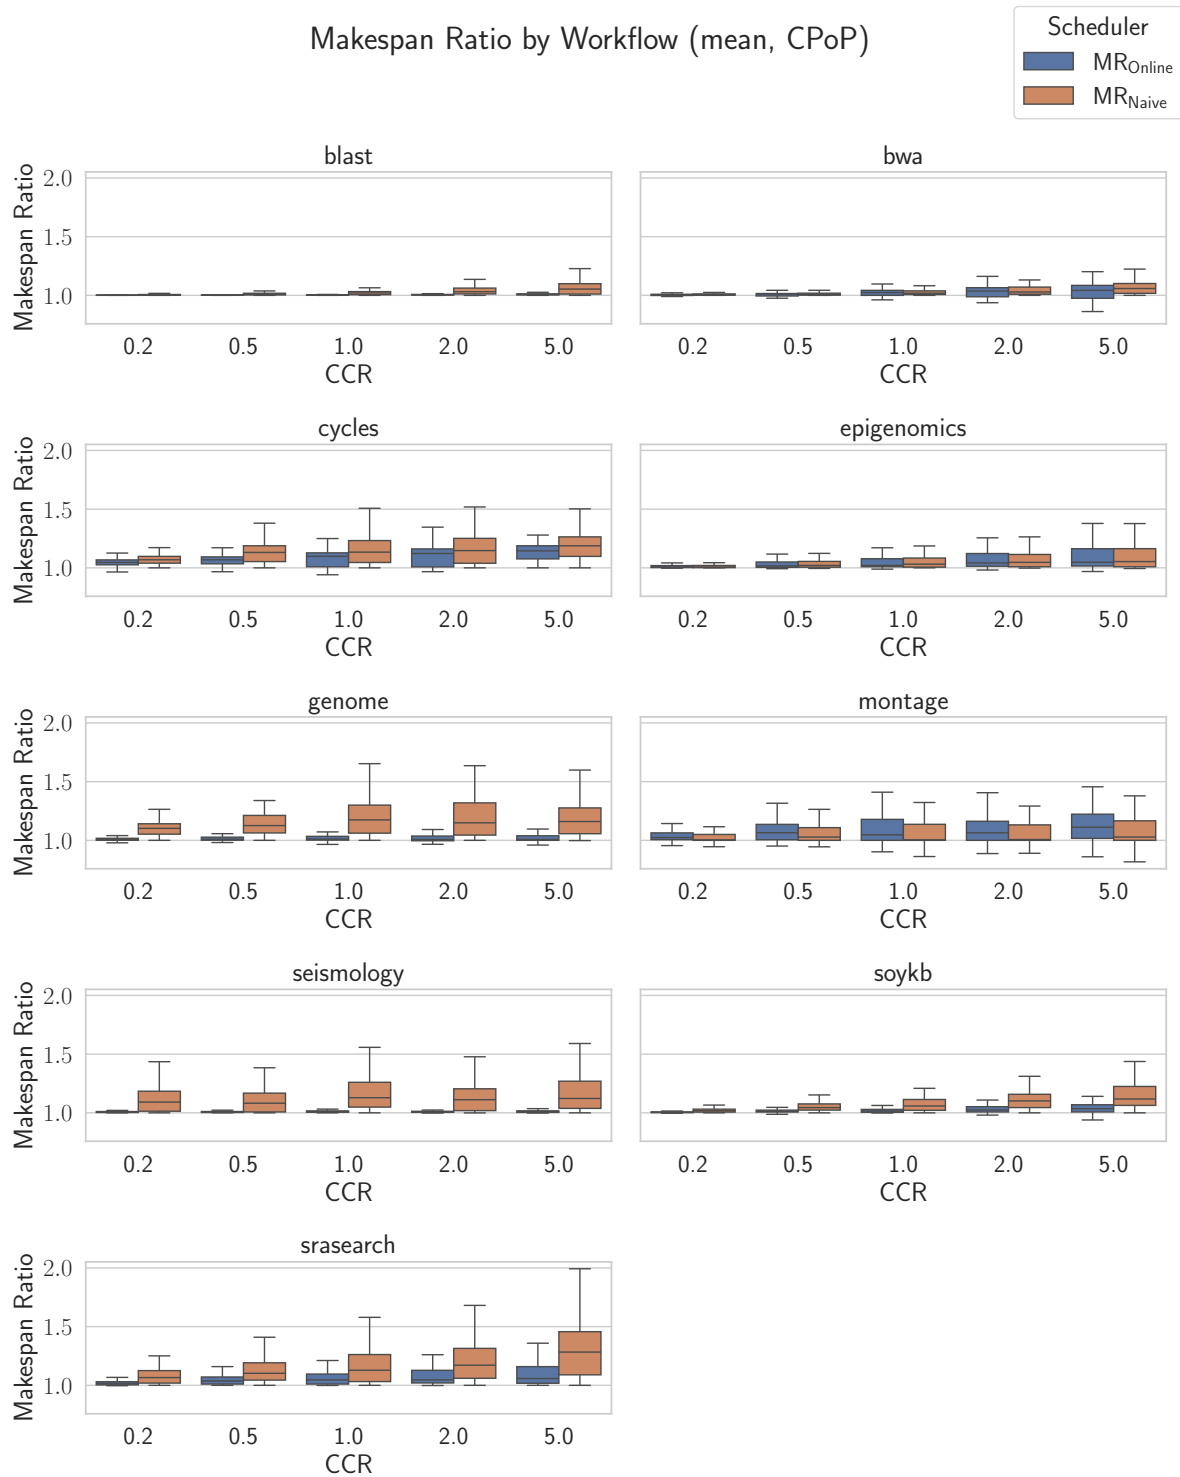 Makespan Ratio by Workflow (mean, CPoP)
Scheduler
MR_Online
MR_Naive
blast
bwa
Makespan Ratio
2.0
1.5
1.0
0.2 0.5 1.0 2.0 5.0
CCR
0.2 0.5 1.0 2.0 5.0
CCR
cycles
epigenomics
Makespan Ratio
2.0
1.5
1.0
0.2 0.5 1.0 2.0 5.0
CCR
0.2 0.5 1.0 2.0 5.0
CCR
genome
montage
Makespan Ratio
2.0
1.5
1.0
0.2 0.5 1.0 2.0 5.0
CCR
0.2 0.5 1.0 2.0 5.0
CCR
seismology
soykb
Makespan Ratio
2.0
1.5
1.0
0.2 0.5 1.0 2.0 5.0
CCR
0.2 0.5 1.0 2.0 5.0
CCR
srasearch
Makespan Ratio
2.0
1.5
1.0
0.2 0.5 1.0 2.0 5.0
CCR